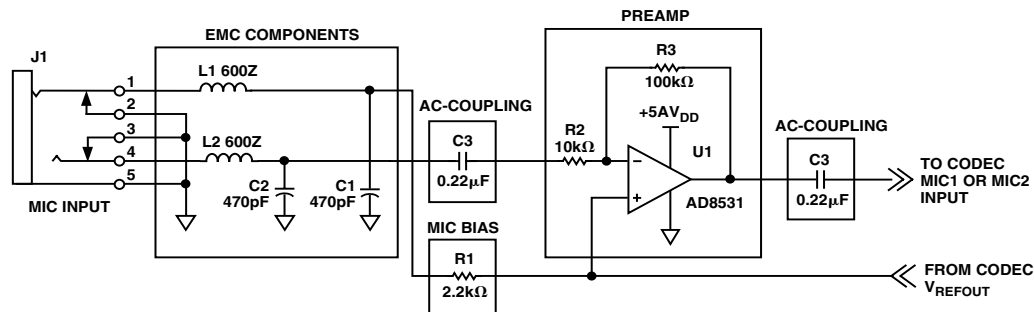 PREAMP
EMC COMPONENTS
J1
R3
100kΩ
L1 600Z
1
AC-COUPLING
+5AVDD
AC-COUPLING
2
3
L2 600Z
4
C3
0.22μF
R2
10kΩ
U1
–
+
AD8531
C3
0.22μF
TO CODEC
MIC1 OR MIC2
INPUT
5
MIC INPUT
C2
470pF
C1
470pF
MIC BIAS
R1
2.2kΩ
FROM CODEC
VREFOUT